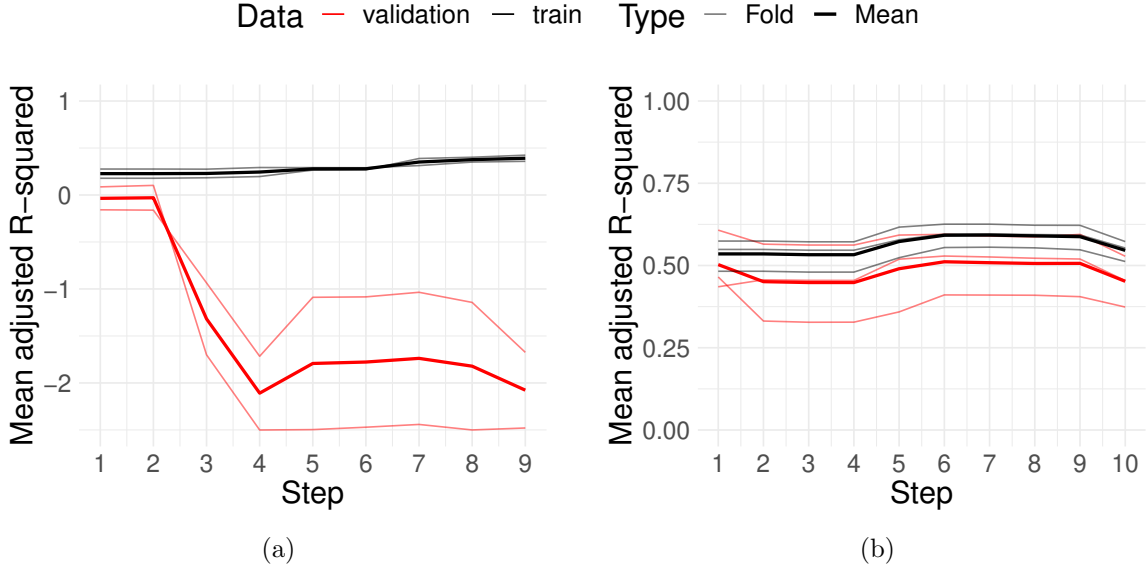 Data validation train Type Fold Mean
Mean adjusted R-squared
1
0
−1
−2
1 2 3 4 5 6 7 8 9
Step
(a)
Mean adjusted R-squared
1.00
0.75
0.50
0.25
0.00
1 2 3 4 5 6 7 8 9 10
Step
(b)